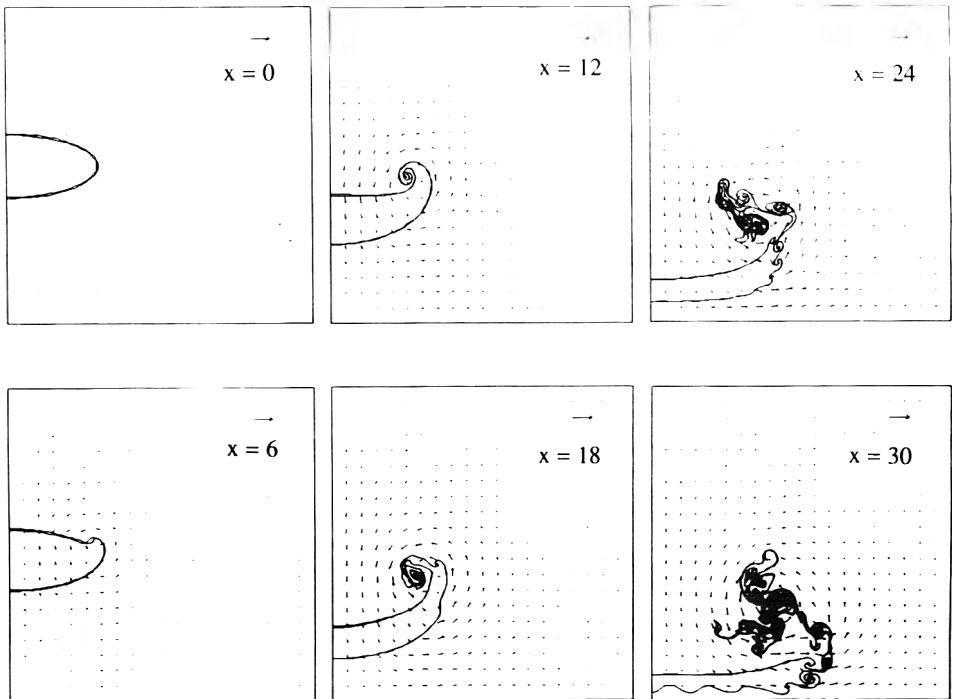 x = 0
x = 12
x = 24
x = 6
x = 18
x = 30